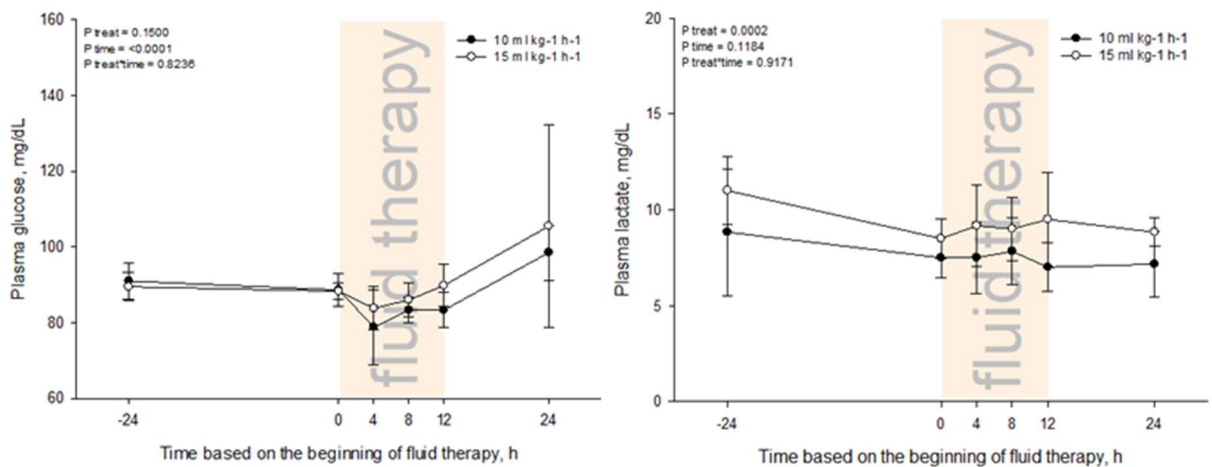 160
140
120
100
80
60
Plasma glucose, mg/dL
P treat = 0.1500
P time = <0.0001
P treat*time = 0.8236
10 ml kg-1 h-1
15 ml kg-1 h-1
fluid therapy
-24
0
4
8
12
24
Time based on the beginning of fluid therapy, h
20
15
10
5
0
Plasma lactate, mg/dL
P treat = 0.0002
P time = 0.1184
P treat*time = 0.9171
10 ml kg-1 h-1
15 ml kg-1 h-1
fluid therapy
-24
0
4
8
12
24
Time based on the beginning of fluid therapy, h